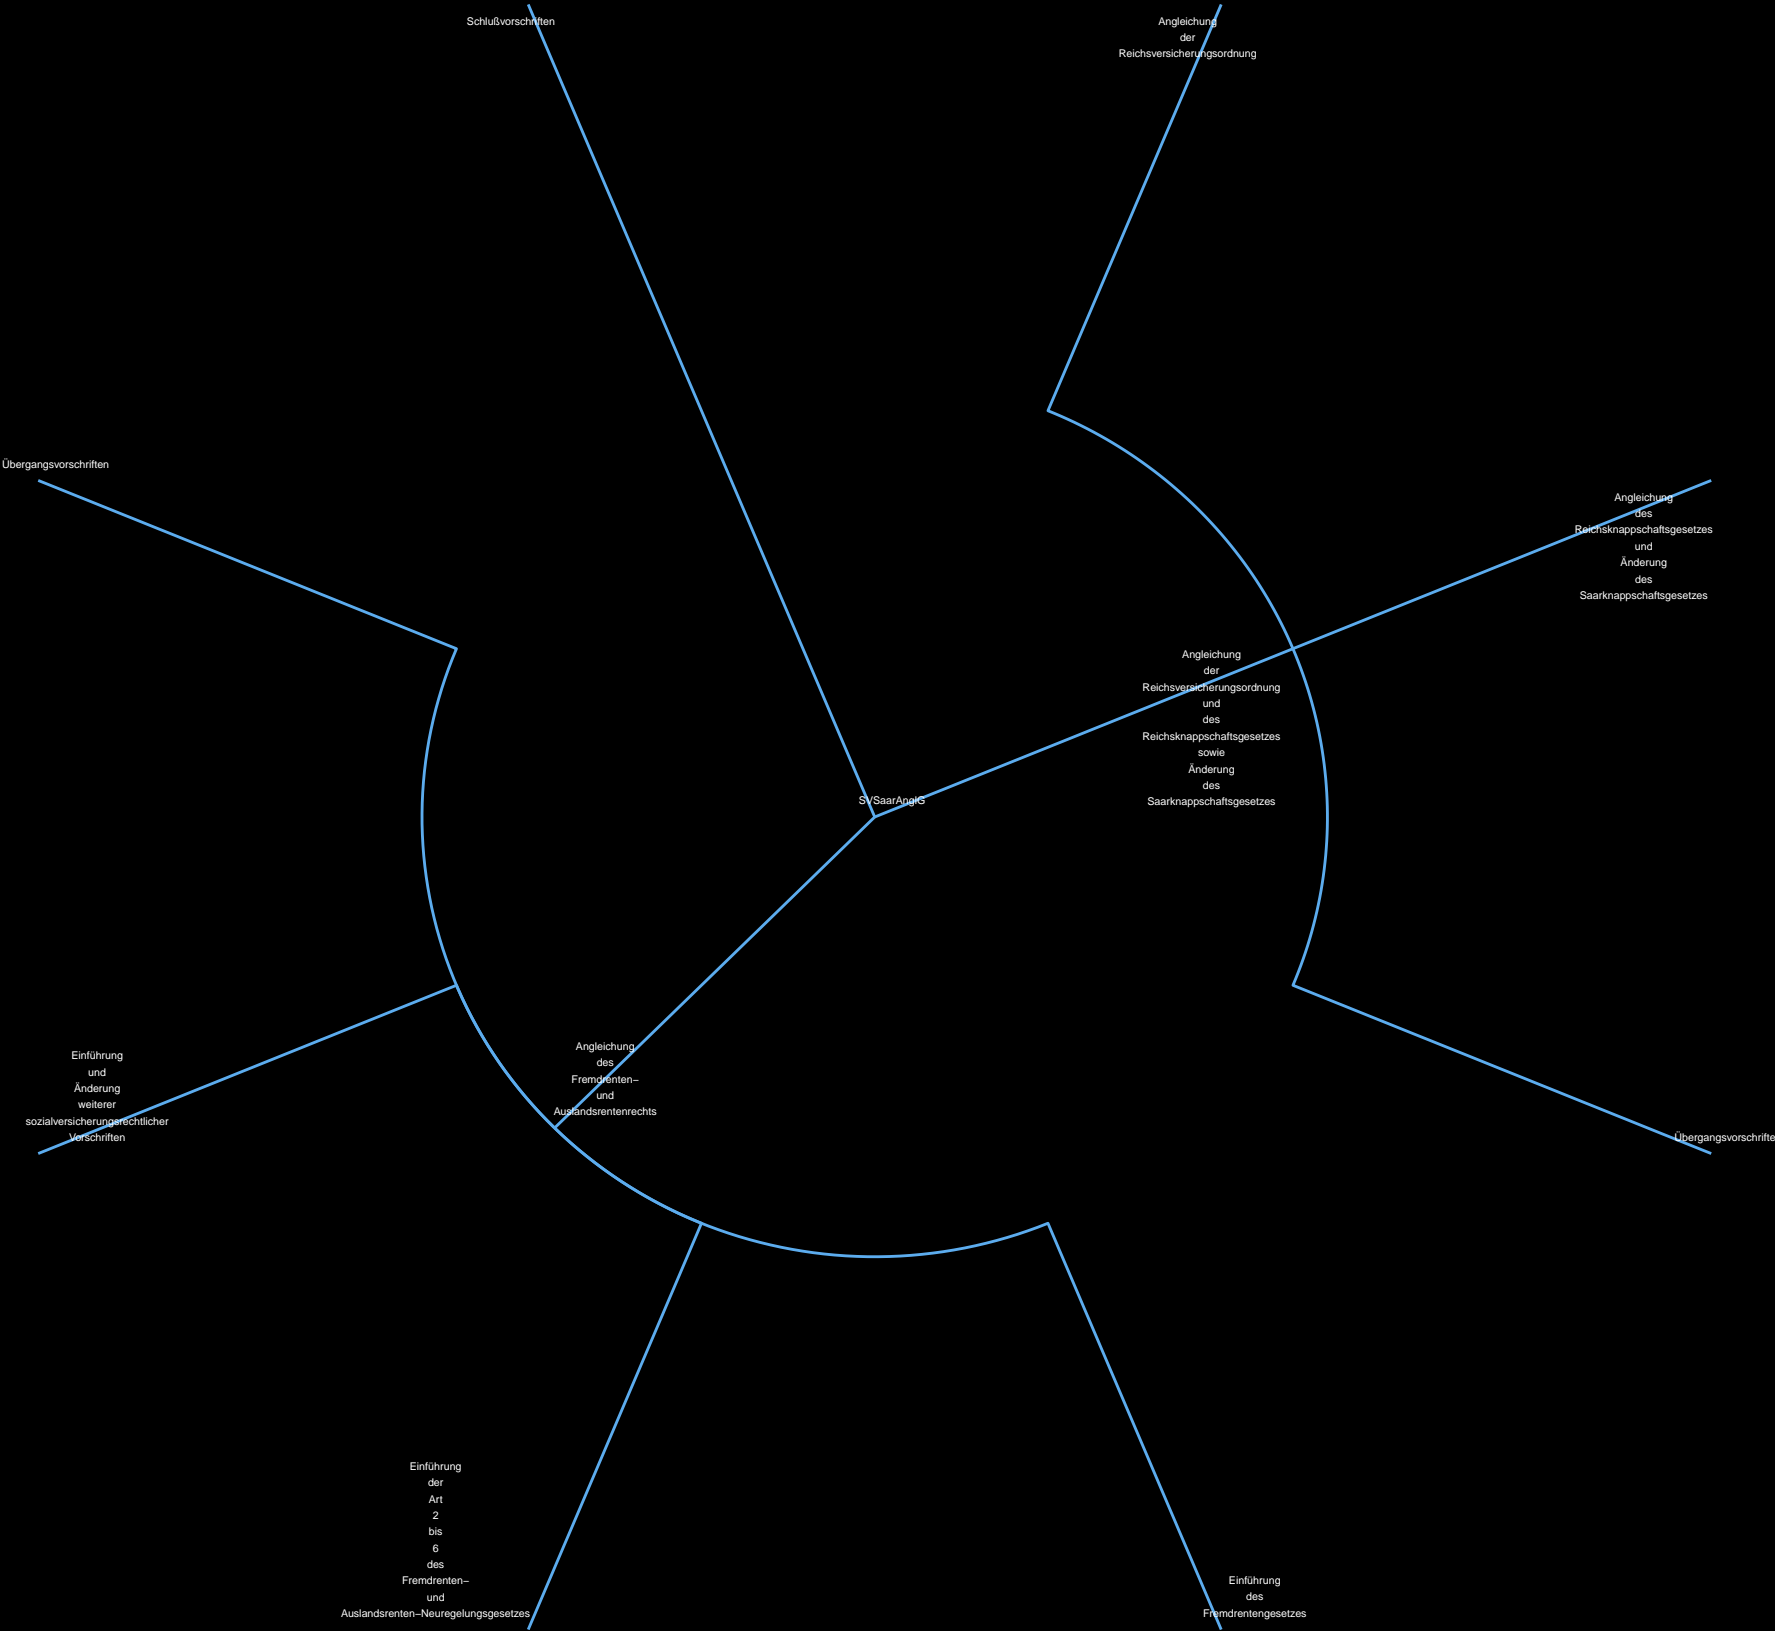 Schlußvorschriften
Angleichung
der
Reichsversicherungsordnung
Übergangsvorschriften
Angleichung
des
Reichsknappschaftsgesetzes
und
Änderung
des
Saarknappschaftsgesetzes
Angleichung
der
Reichsversicherungsordnung
und
des
Reichsknappschaftsgesetzes
sowie
Änderung
des
Saarknappschaftsgesetzes
SVSaarAnglG
Angleichung
des
Fremdrenten–
und
Auslandsrentenrechts
Einführung
und
Änderung
weiterer
sozialversicherungsrechtlicher
Vorschriften
Übergangsvorschrifte
Einführung
der
Art
2
bis
6
des
Fremdrenten–
und
Auslandsrenten–Neuregelungsgesetzes
Einführung
des
Fremdrentengesetzes